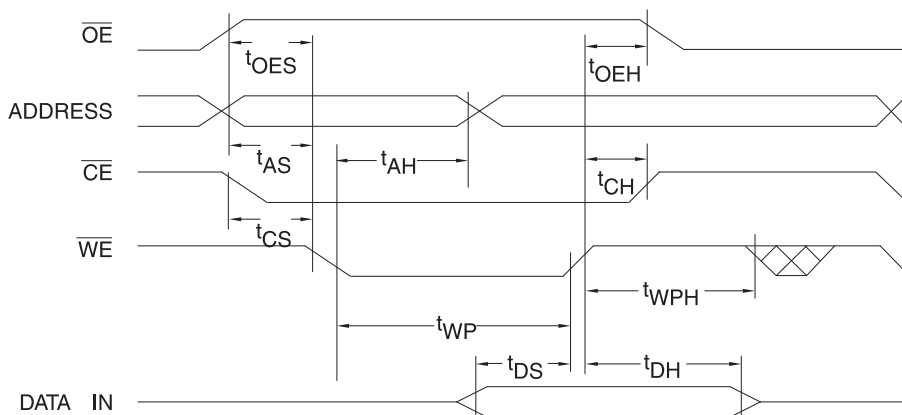 OE
tOES
tOEH
ADDRESS
tAS
tAH
CE
tCH
tCS
WE
tWPH
tWP
tDS
tDH
DATA IN